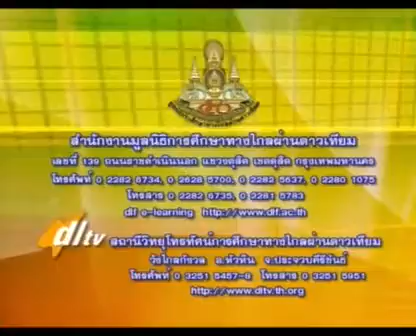 สำนักงานมูลนิธิการศึกษาทางไกลผ่านดาวเทียม
เลขที่ 139 ถนนราชดำเนินนอก แขวงดุสิต เขตดุสิต กรุงเทพมหานคร
โทรศัพท์ 0 2282 6734, 0 2628 5700, 0 2280 5637, 0 2280 1075
โทรสาร 0 2282 6735, 0 2281 5783
dlf e-learning http://www.dlf.ac.th
dltv สถานีวิทยุโทรทัศน์การศึกษาทางไกลผ่านดาวเทียม
วังไกลกังวล อ.หัวหิน จ.ประจวบคีรีขันธ์
โทรศัพท์ 0 3251 5457-8 โทรสาร 0 3251 5951
http://www.dltv.th.org